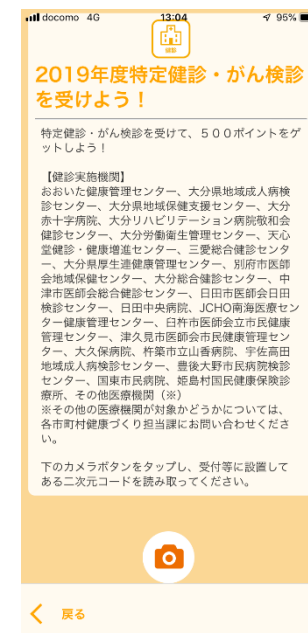 docomo 4G 13:04 95%
健診
2019年度特定健診・がん検診
を受けよう！
特定健診・がん検診を受けて、５００ポイントをゲ
ットしよう！
【健診実施機関】
おおいた健康管理センター、大分県地域成人病検
診センター、大分県地域保健支援センター、大分
赤十字病院、大分リハビリテーション病院敬和会
健診センター、大分労働衛生管理センター、天心
堂健診・健康増進センター、三愛総合健診センタ
ー、大分県厚生連健康管理センター、別府市医師
会地域保健センター、大分総合健診センター、中
津市医師会総合健診センター、日田市医師会日田
検診センター、日田中央病院、JCHO南海医療セン
ター健康管理センター、臼杵市医師会立市民健康
管理センター、津久見市医師会市民健康管理セン
ター、大久保病院、杵築市立山香病院、宇佐高田
地域成人病検診センター、豊後大野市民病院検診
センター、国東市民病院、姫島村国民健康保険診
療所、その他医療機関（※）
※その他の医療機関が対象かどうかについては、
各市町村健康づくり担当課にお問い合わせくださ
い。
下のカメラボタンをタップし、受付等に設置して
ある二次元コードを読み取ってください。
戻る